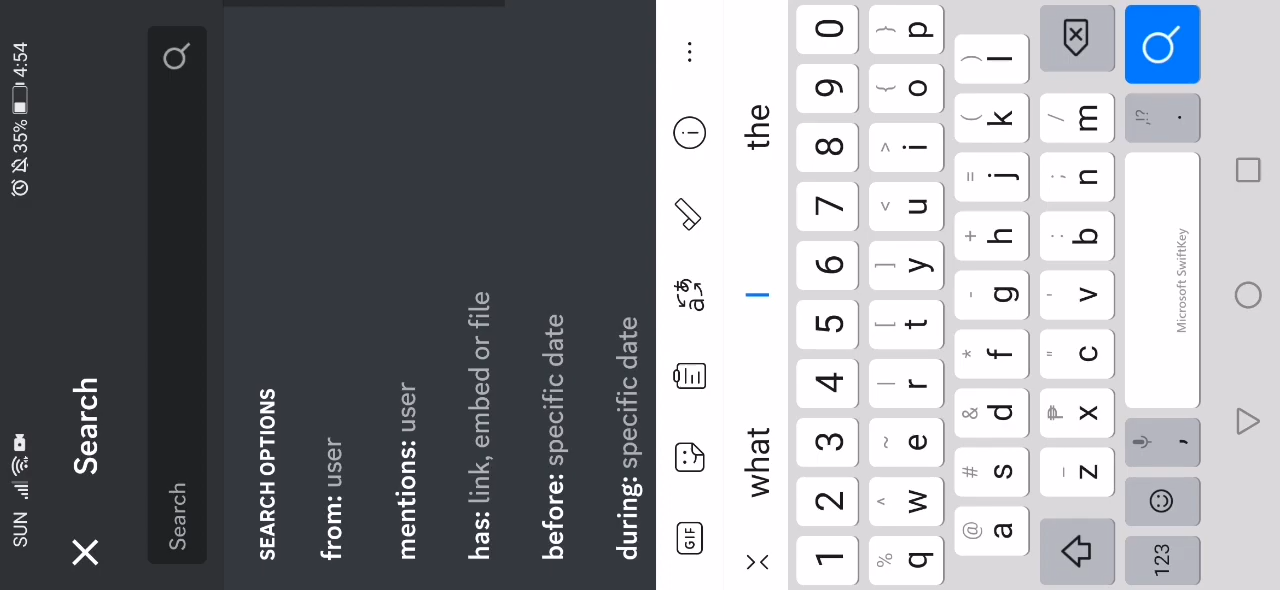 SUN 35% 4:54
Search
Search
SEARCH OPTIONS
from: user
mentions: user
has: link, embed or file
before: specific date
during: specific date
GIF
what I the
1 2 3 4 5 6 7 8 9 0
% ^ ~ | [ ] < > { }
q w e r t y u i o p
@ # & * - + = ( )
a s d f g h j k l
_ ₱ " ' : ; /
z x c v b n m
123 , Microsoft SwiftKey ,!? .